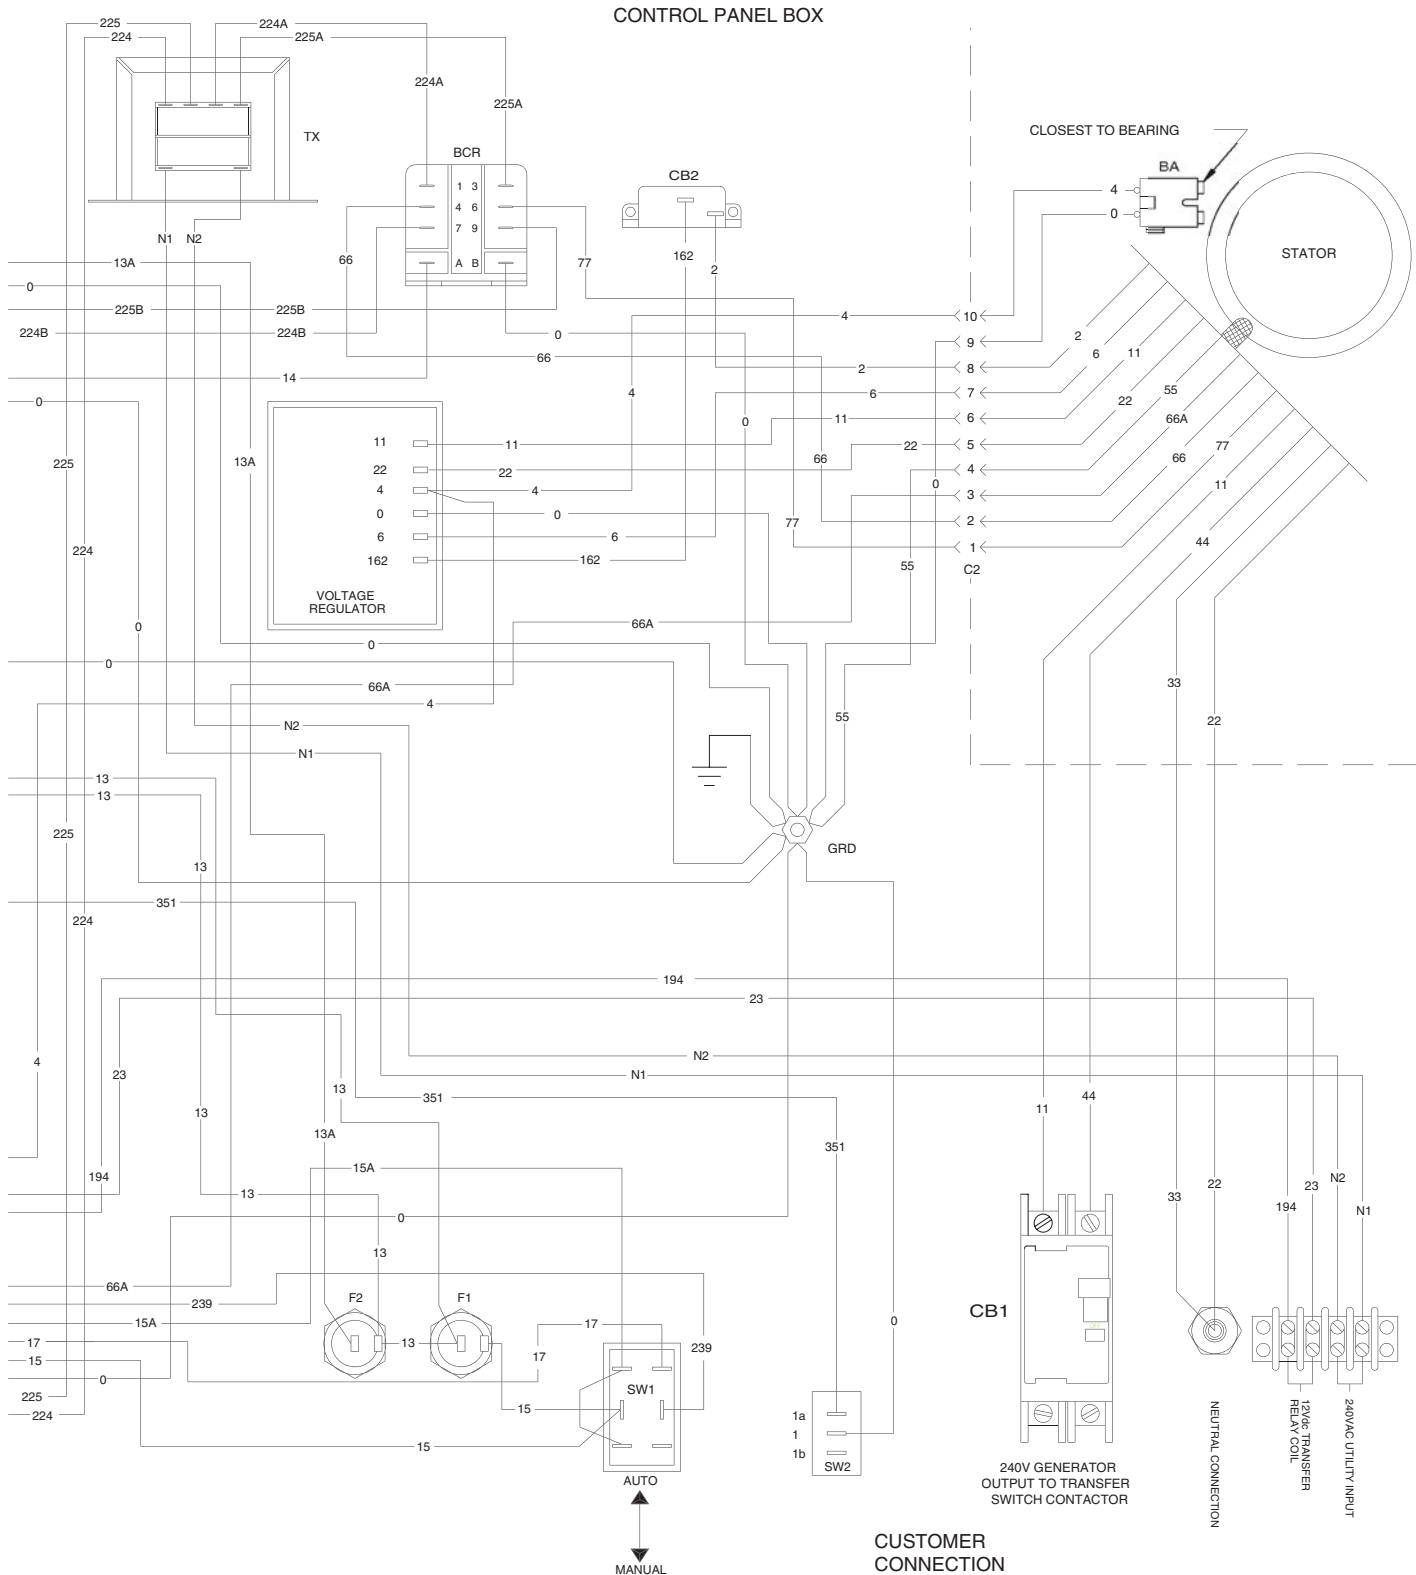 CONTROL PANEL BOX
225
224A
224
225A
224A
225A
TX
CLOSEST TO BEARING
BCR
BA
CB2
1 3
4 6
7 9
A B
4
0
STATOR
N1 N2
66
77
162
2
13A
0
225B
225B
224B
224B
0
4
10
9
8
7
6
5
4
3
2
1
C2
66
2
2
6
11
14
4
6
22
55
66A
77
66
11
44
0
0
11
22
66
0
225
13A
11
11
22
22
4
4
0
0
6
6
162
162
VOLTAGE
REGULATOR
77
55
224
0
0
0
66A
66A
4
33
22
55
N2
N1
13
13
225
GRD
13
351
224
194
23
N2
N1
4
23
13
351
11
44
13
13A
351
194
15A
13
0
33
22
N2
23
194
N1
13
66A
239
15A
F2
F1
17
17
13
0
CB1
OFF
17
15
239
0
225
224
SW1
15
15
1a
1
1b
SW2
AUTO
MANUAL
240V GENERATOR
OUTPUT TO TRANSFER
SWITCH CONTACTOR
NEUTRAL CONNECTION
12Vdc TRANSFER
RELAY COIL
240VAC UTILITY INPUT
CUSTOMER
CONNECTION